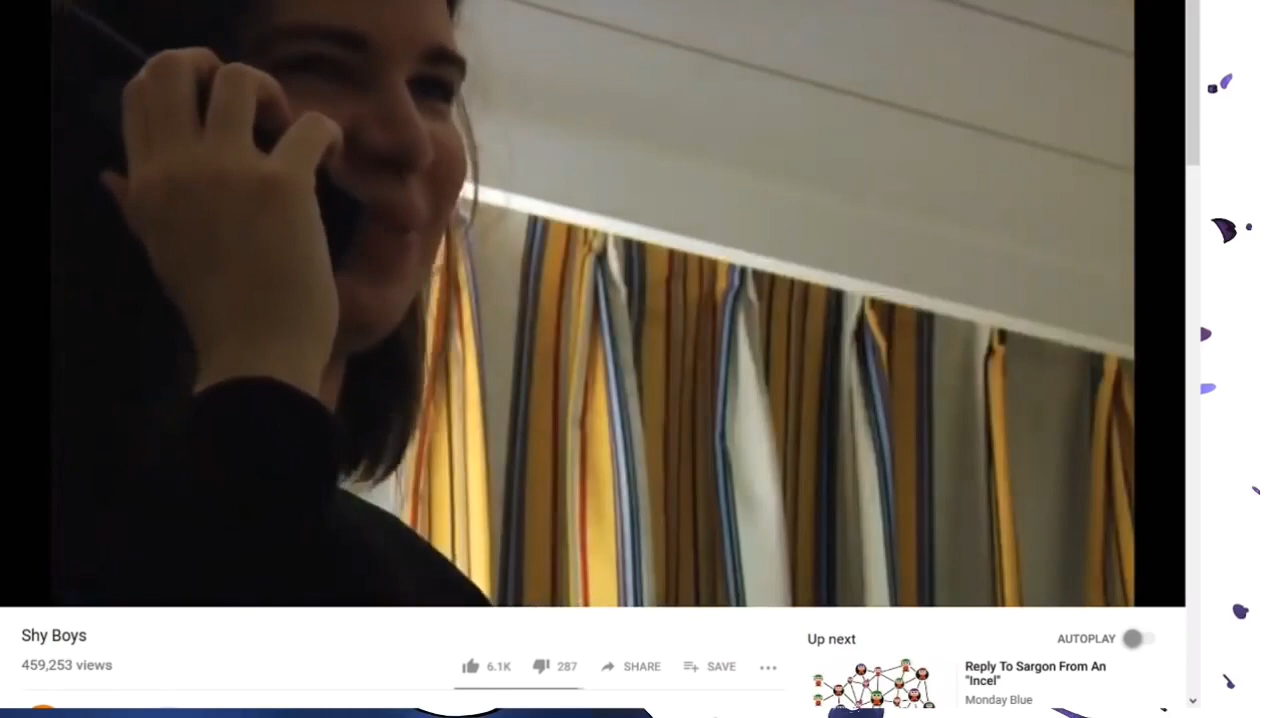 Shy Boys
459,253 views
6.1K 287 SHARE SAVE
Up next AUTOPLAY
Reply To Sargon From An
"Incel"
Monday Blue